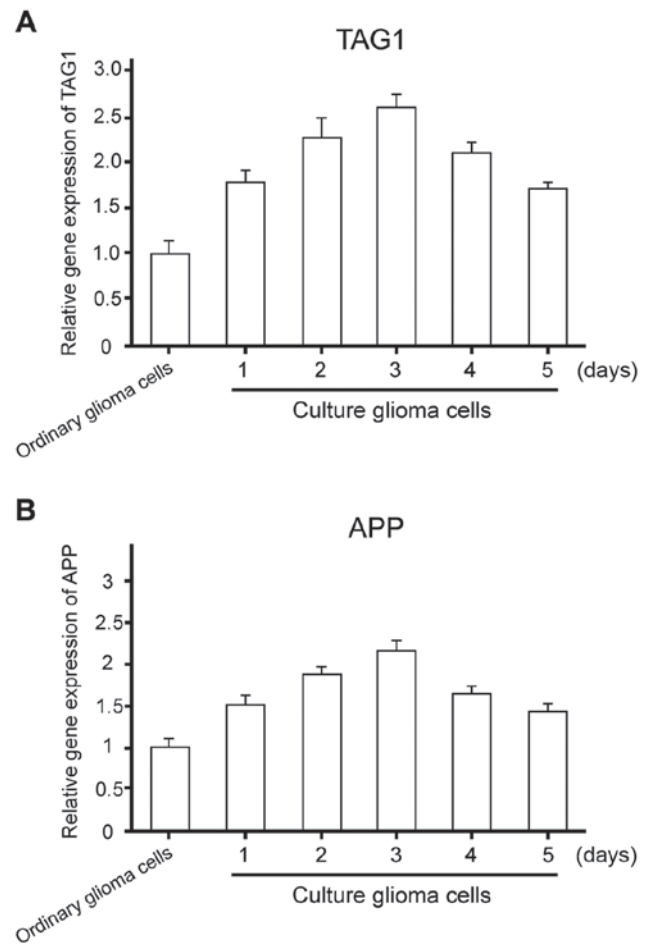 A
TAG1
Relative gene expression of TAG1
3.0
2.5
2.0
1.5
1.0
0.5
0
Ordinary glioma cells
1 2 3 4 5 (days)
Culture glioma cells
B
APP
Relative gene expression of APP
3
2.5
2
1.5
1
0.5
0
Ordinary glioma cells
1 2 3 4 5 (days)
Culture glioma cells